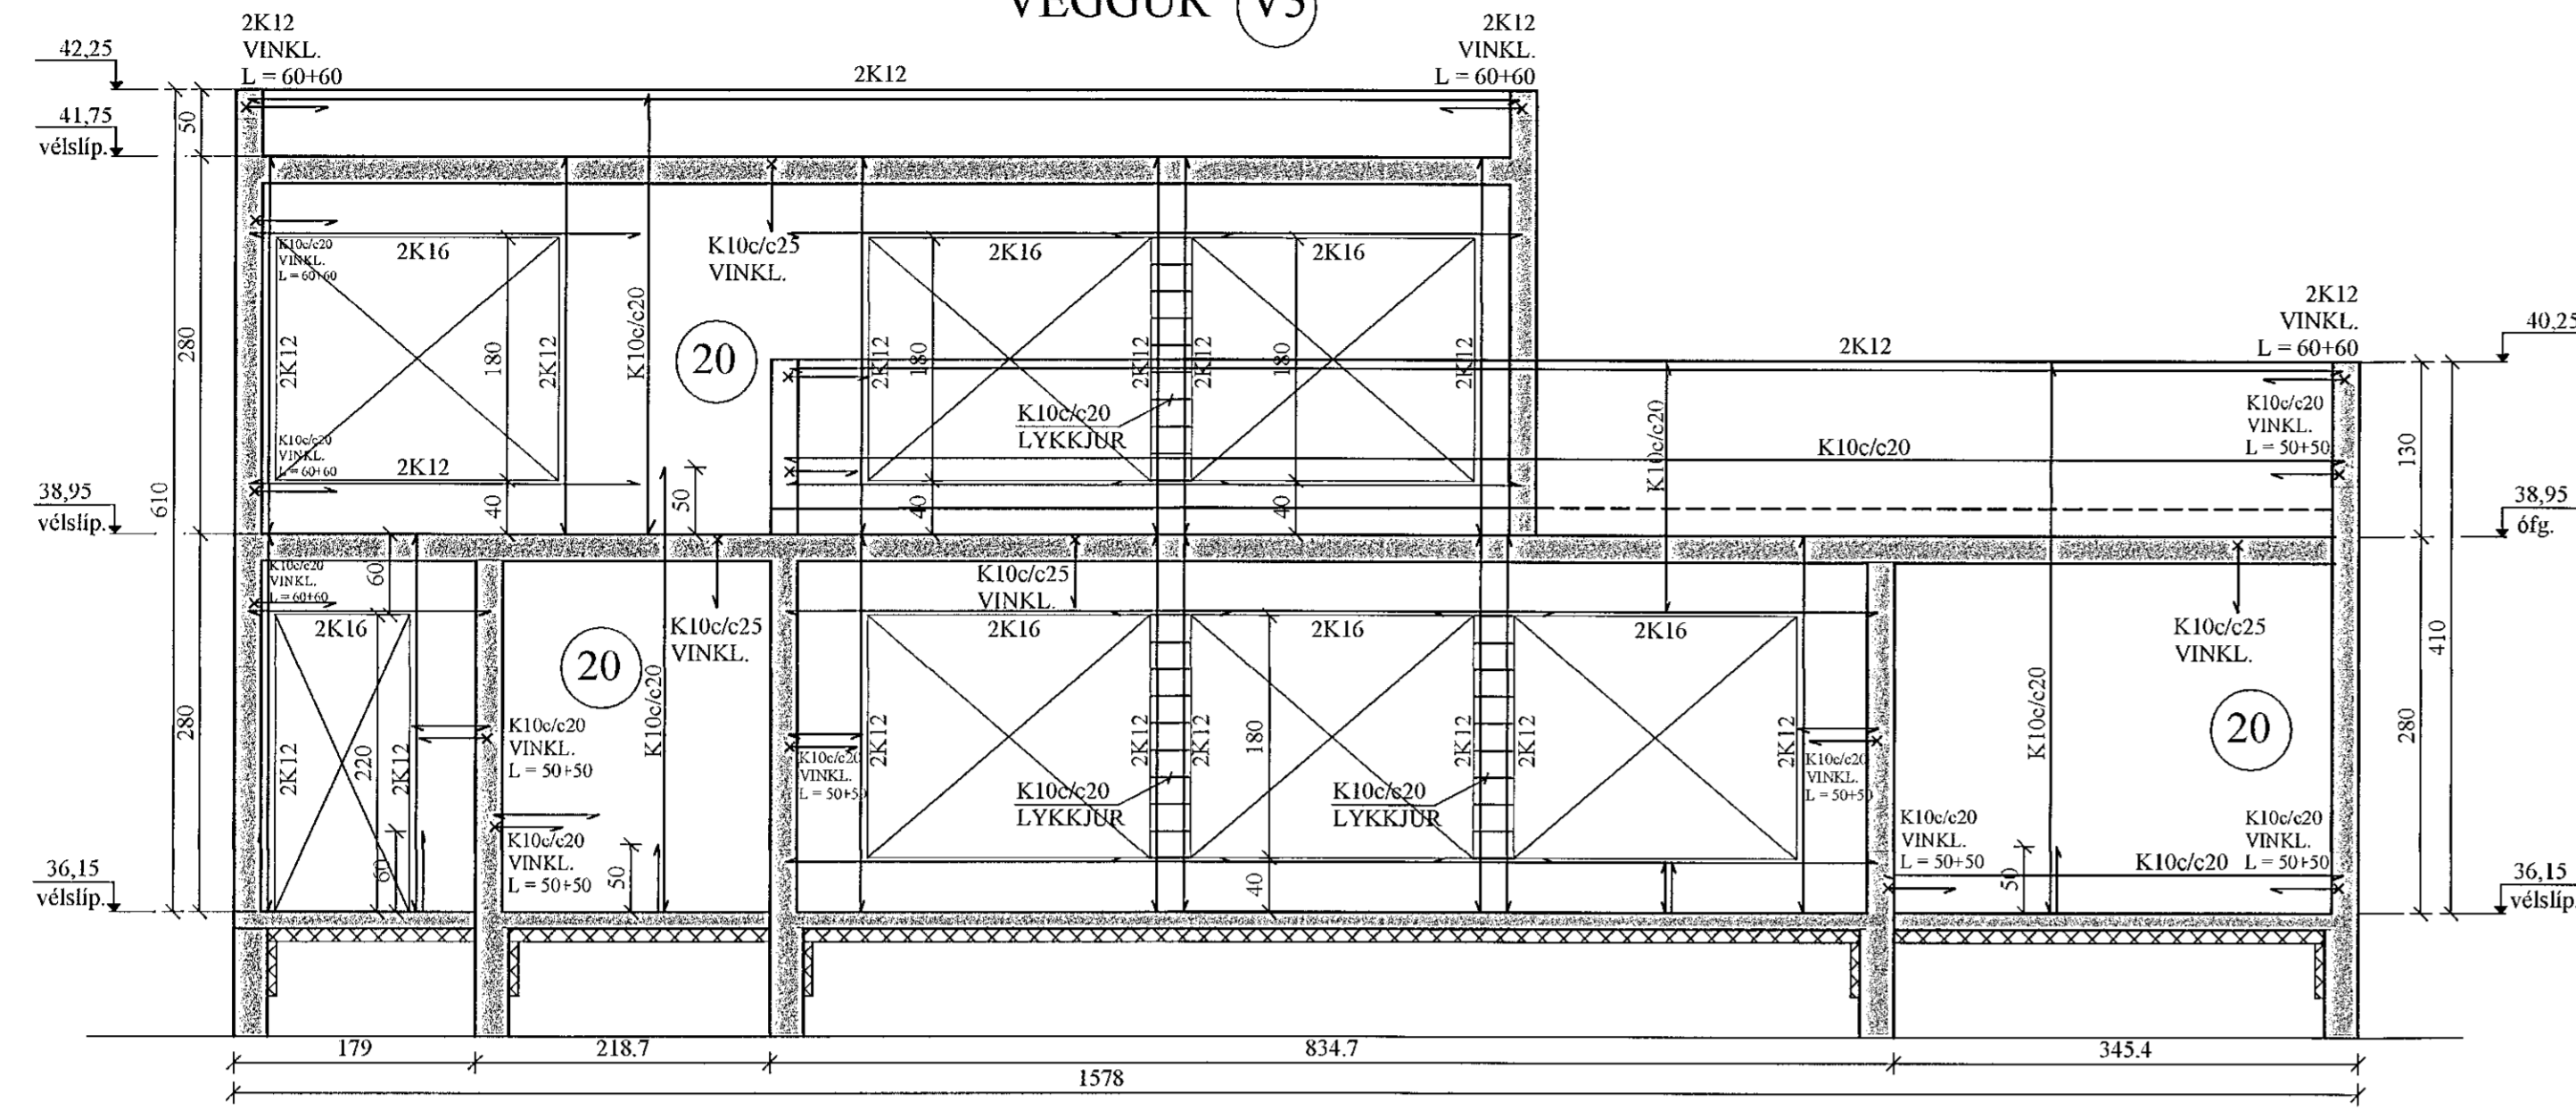 VEGGUR V3
2K12
VINKL.
L = 60+60
2K12
2K12
VINKL.
L = 60+60
42,25
41,75
vélslíp.
50
280
610
38,95
vélslíp.
280
36,15
vélslíp.
K10c/c20
VINKL.
L = 60+60
2K16
2K12
180
2K12
K10c/c20
K10c/c25
VINKL.
20
K10c/c20
VINKL.
L = 60+60
2K12
40
50
2K16
2K12
180
2K12
K10c/c20
LYKKJUR
40
2K16
2K12
180
2K12
40
2K12
2K12
VINKL.
L = 60+60
40,25
K10c/c20
K10c/c20
K10c/c20
VINKL.
L = 50+50
130
38,95
ófg.
410
280
36,15
vélslíp.
K10c/c20
VINKL.
L = 60+60
60
2K16
2K12
220
2K12
60
20
K10c/c25
VINKL.
K10c/c20
K10c/c20
VINKL.
L = 50+50
K10c/c20
VINKL.
L = 50+50
50
K10c/c25
VINKL.
K10c/c20
VINKL.
L = 50+50
2K16
2K12
2K12
K10c/c20
LYKKJUR
2K16
2K12
180
2K12
K10c/c20
LYKKJUR
40
2K16
2K12
2K12
K10c/c20
VINKL.
L = 50+50
K10c/c20
VINKL.
L = 50+50
K10c/c20
50
K10c/c25
VINKL.
20
K10c/c20
K10c/c20
VINKL.
L = 50+50
179
218.7
834.7
345.4
1578